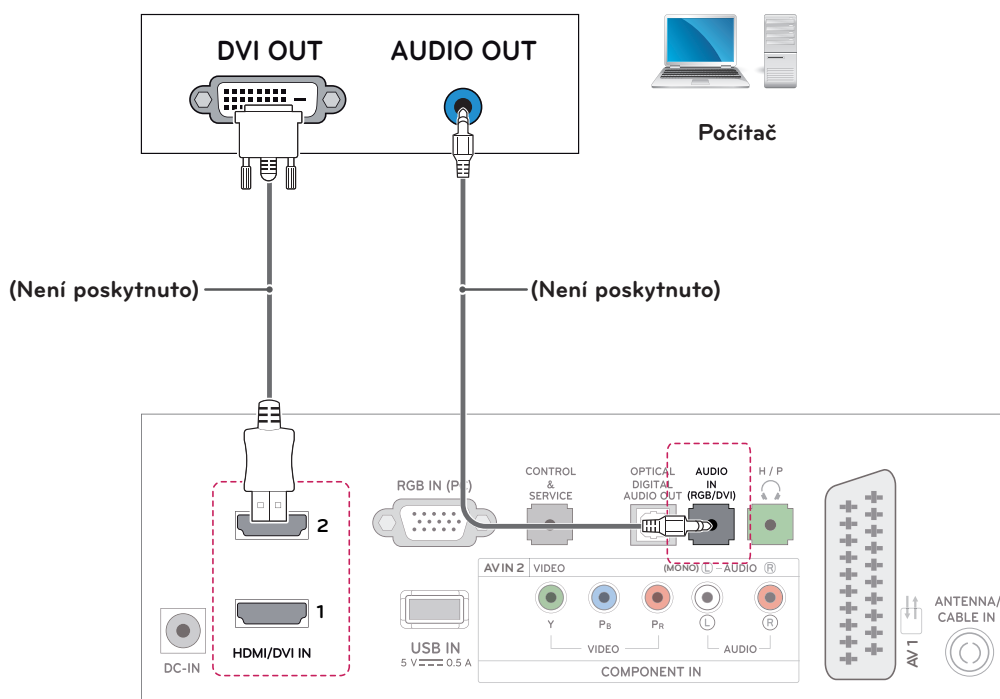 DVI OUT
AUDIO OUT
Počítač
(Není poskytnuto)
(Není poskytnuto)
RGB IN (PC)
CONTROL
&
SERVICE
OPTICAL
DIGITAL
AUDIO OUT
AUDIO
IN
(RGB/DVI)
H / P
2
1
HDMI/DVI IN
DC-IN
USB IN
5 V 0.5 A
AV IN 2
VIDEO
(MONO) L - AUDIO R
Y
PB
PR
L
R
VIDEO
AUDIO
COMPONENT IN
AV 1
ANTENNA/
CABLE IN